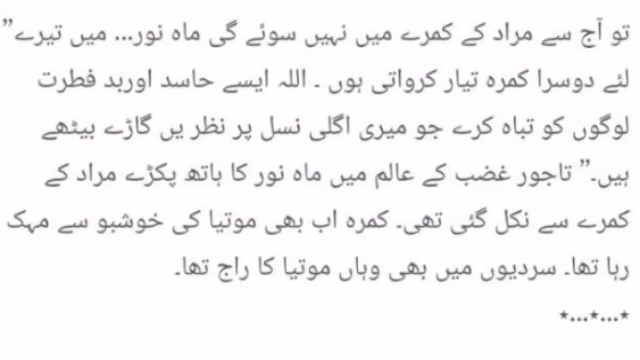 تو آج سے مراد کے کمرے میں نہیں سوئے گی ماہ نور... میں تیرے”
لئے دوسرا کمرہ تیار کرواتی ہوں ۔ اللہ ایسے حاسد اوربد فطرت
لوگوں کو تباہ کرے جو میری اگلی نسل پر نظر یں گاڑے بیٹھے
ہیں۔” تاجور غضب کے عالم میں ماہ نور کا ہاتھ پکڑے مراد کے
کمرے سے نکل گئی تھی۔ کمرہ اب بھی موتیا کی خوشبو سے مہک
رہا تھا۔ سردیوں میں بھی وہاں موتیا کا راج تھا۔
٭...٭...٭